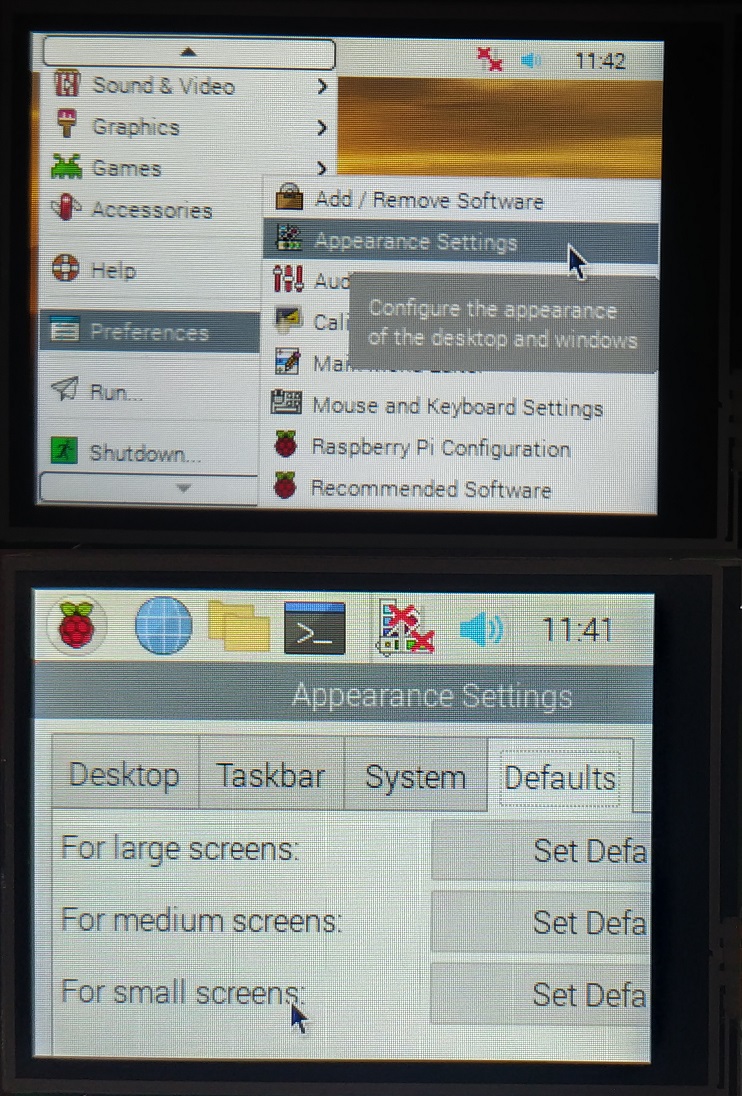 11:42
Sound & Video
Graphics
Games
Accessories
Help
Preferences
Run...
Shutdown...
Add / Remove Software
Appearance Settings
Aud
Cali
Configure the appearance
of the desktop and windows
Mouse and Keyboard Settings
Raspberry Pi Configuration
Recommended Software
>_
11:41
Appearance Settings
Desktop Taskbar System Defaults
For large screens: Set Defa
For medium screens: Set Defa
For small screens: Set Defa